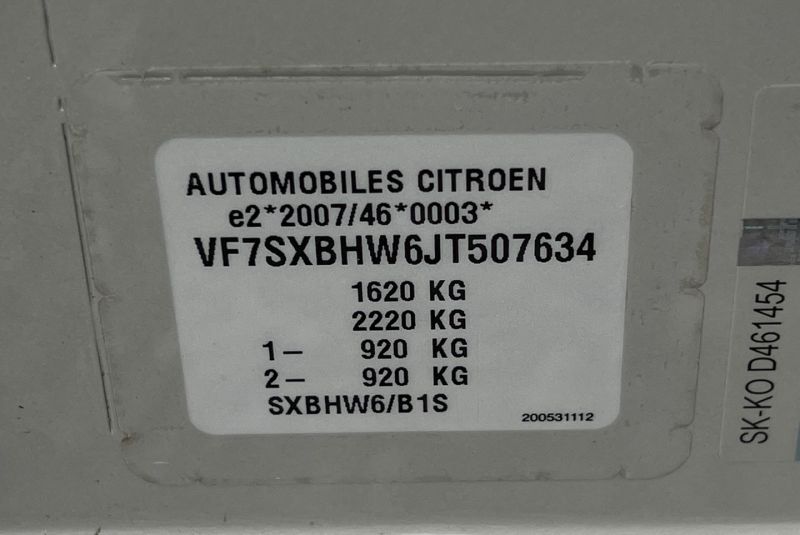 AUTOMOBILES CITROEN
e2*2007/46*0003*
VF7SXBHW6JT507634
1620 KG
2220 KG
1– 920 KG
2– 920 KG
SXBHW6/B1S
200531112
SK-KO D461454